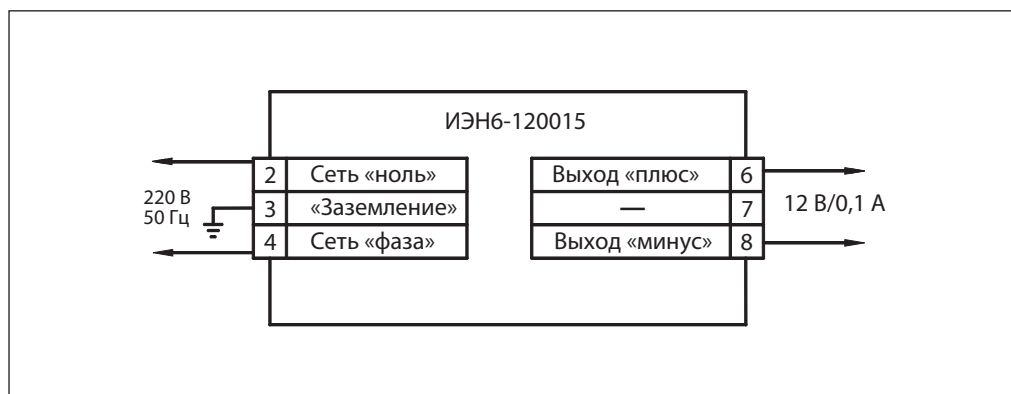 ИЭН6-120015
220 В
50 Гц
2 Сеть «ноль»
3 «Заземление»
4 Сеть «фаза»
Выход «плюс» 6
— 7
Выход «минус» 8
12 В/0,1 А